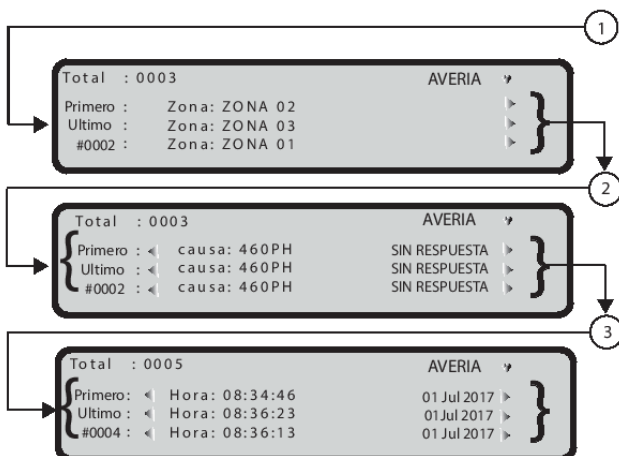 1
Total : 0003 AVERIA
Primero : Zona: ZONA 02
Ultimo : Zona: ZONA 03
#0002 : Zona: ZONA 01
2
Total : 0003 AVERIA
Primero : causa: 460PH SIN RESPUESTA
Ultimo : causa: 460PH SIN RESPUESTA
#0002 : causa: 460PH SIN RESPUESTA
3
Total : 0005 AVERIA
Primero: Hora: 08:34:46 01 Jul 2017
Ultimo : Hora: 08:36:23 01Jul 2017
#0004 : Hora: 08:36:13 01 Jul 2017